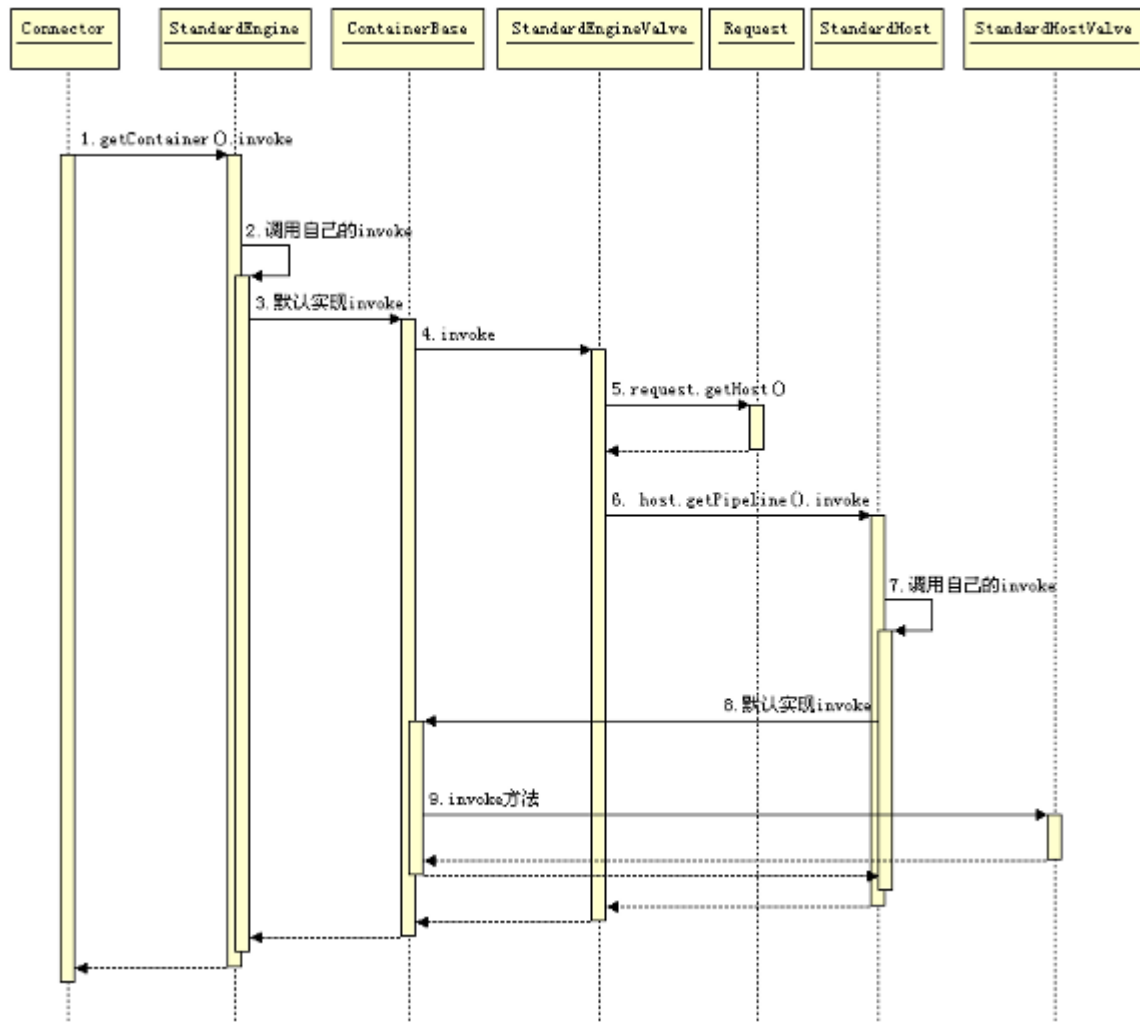 Connector
StandardEngine
ContainerBase
StandardEngineValve
Request
StandardHost
StandardHostValve
1.getContainer().invoke
2.调用自己的invoke
3.默认实现invoke
4.invoke
5.request.getHost()
6. host.getPipeline().invoke
7.调用自己的invoke
8.默认实现invoke
9.invoke方法